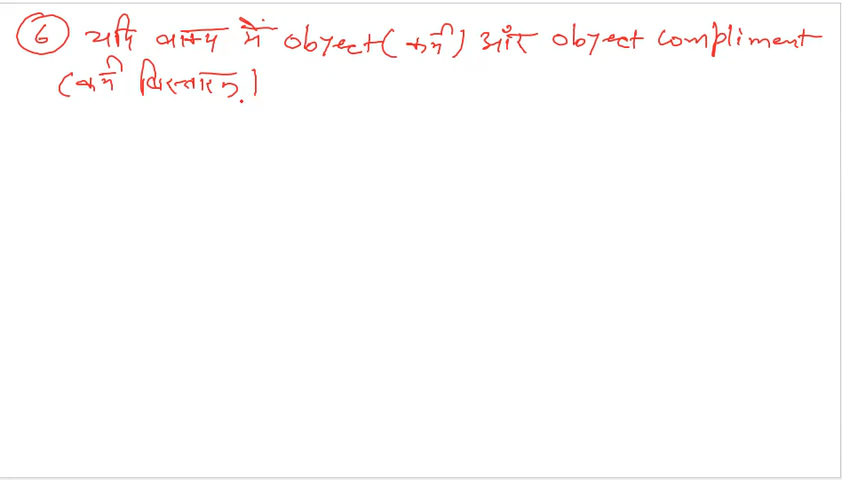 ⑥ यदि वाक्य में object (कर्म) और object compliment
(कर्म विस्तारक)